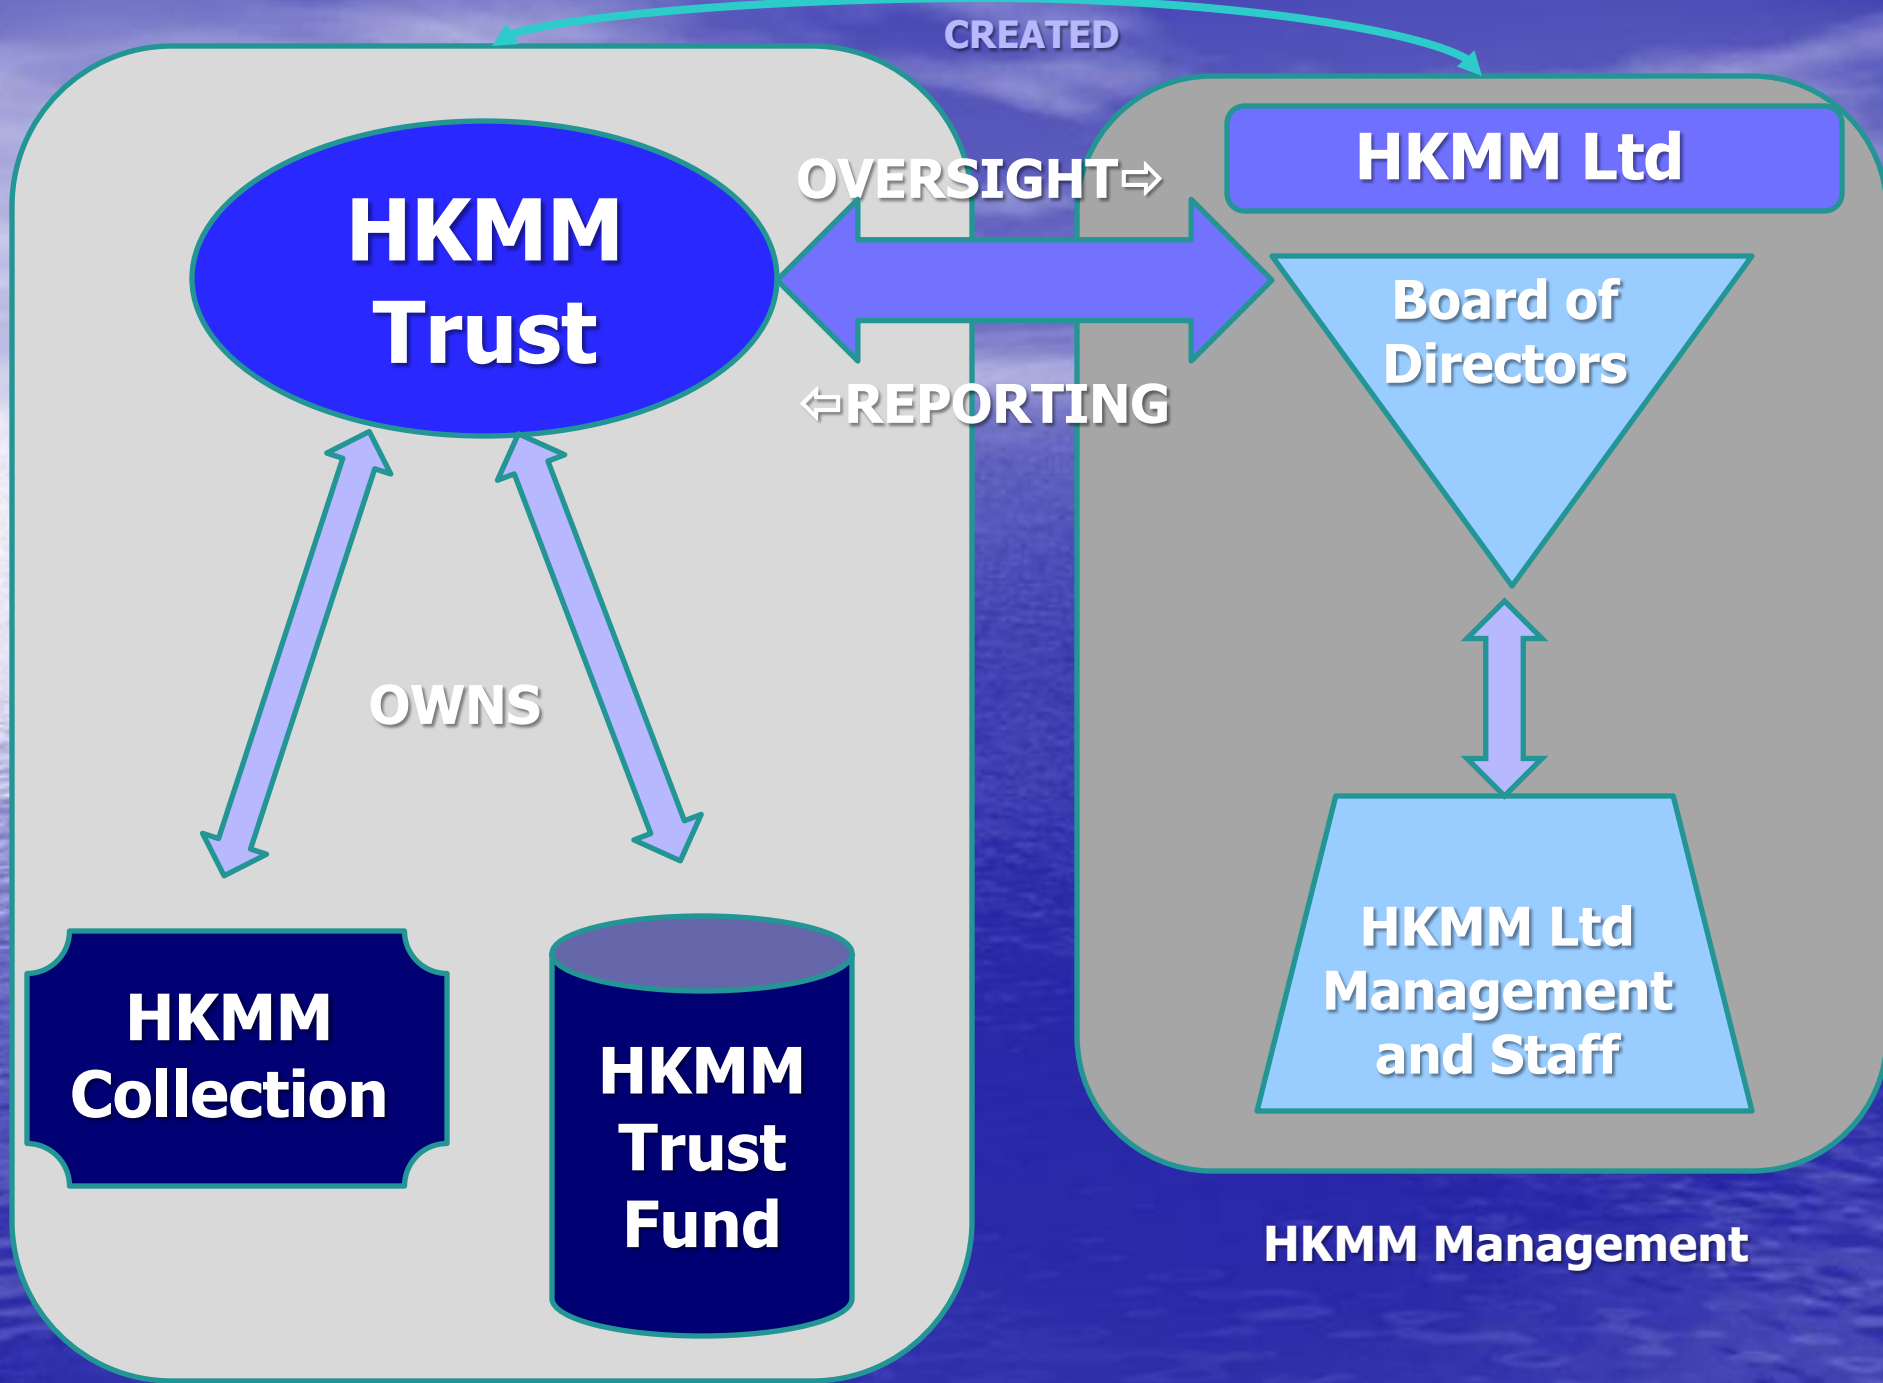 CREATED
HKMM
Trust
OVERSIGHT⇨
⇦REPORTING
OWNS
HKMM
Collection
HKMM
Trust
Fund
HKMM Ltd
Board of
Directors
HKMM Ltd
Management
and Staff
HKMM Management